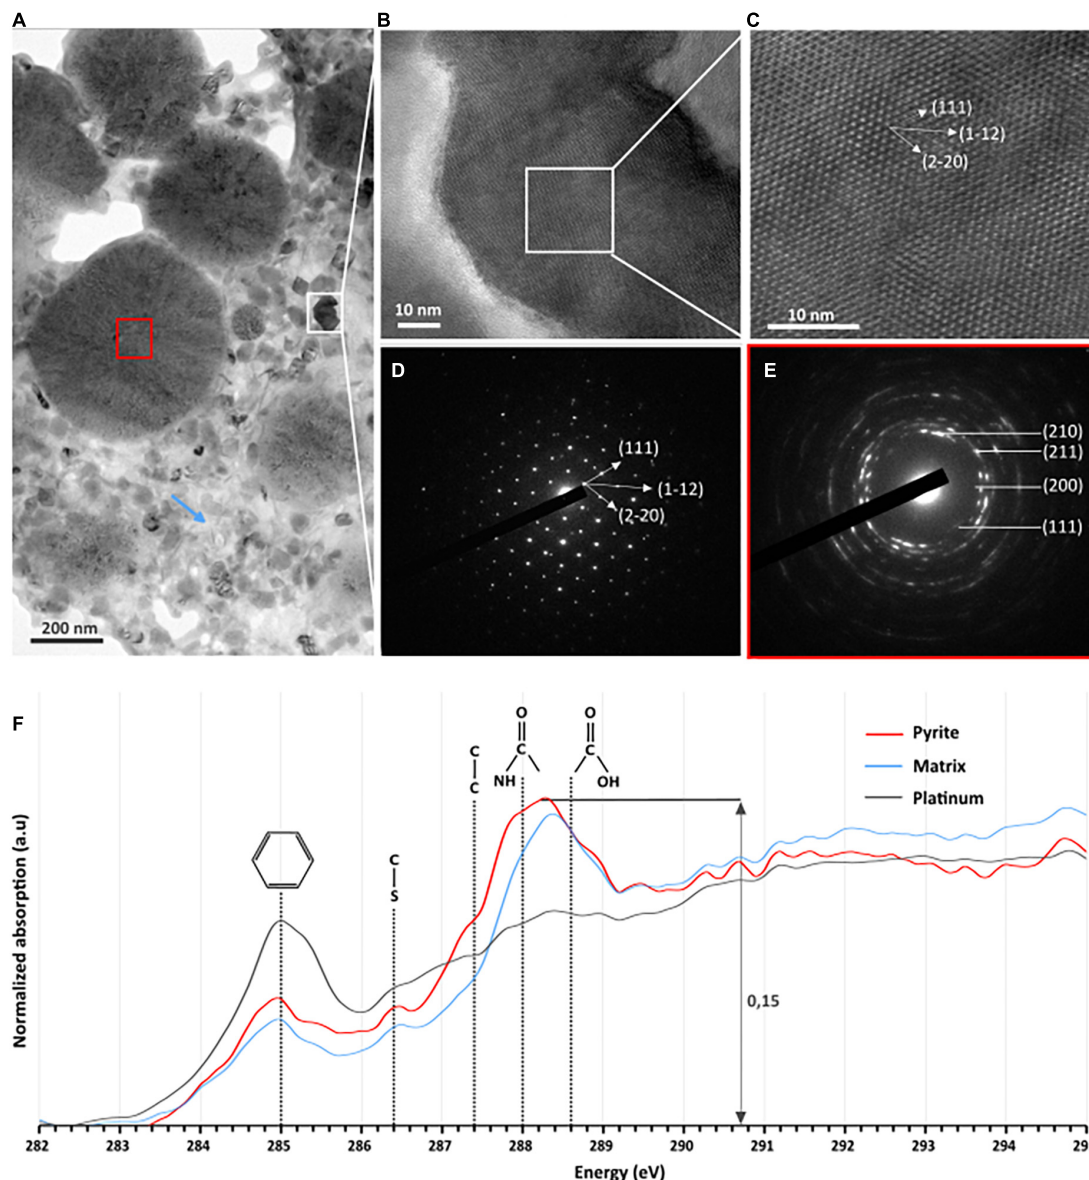 A
B
C
200 nm
10 nm
(111)
(1-12)
(2-20)
10 nm
D
(111)
(1-12)
(2-20)
E
(210)
(211)
(200)
(111)
F
Normalized absorption (a.u)
C
S
C
C
O
C
NH
O
C
OH
Pyrite
Matrix
Platinum
0,15
282 283 284 285 286 287 288 289 290 291 292 293 294 29
Energy (eV)